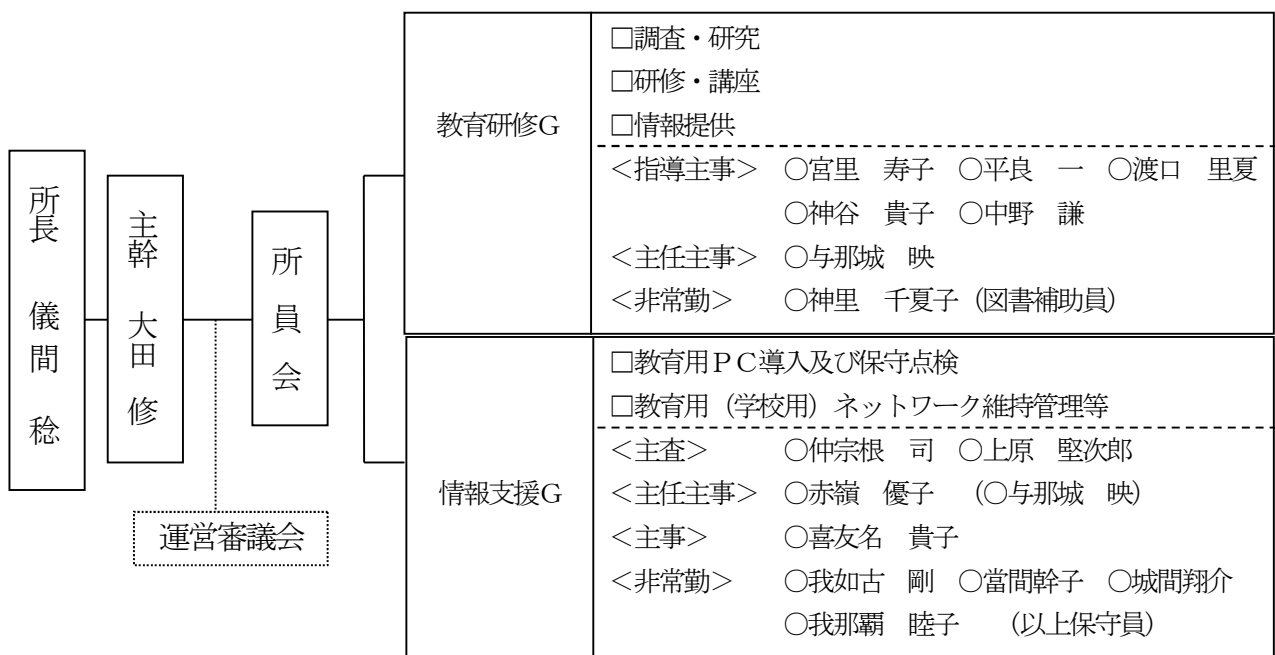 所長　儀間　稔
主幹　大田　修
所員会
運営審議会
教育研修G
□調査・研究
□研修・講座
□情報提供
＜指導主事＞　○宮里　寿子　○平良　一　○渡口　里夏
○神谷　貴子　○中野　謙
＜主任主事＞　○与那城　映
＜非常勤＞　○神里　千夏子（図書補助員）
情報支援G
□教育用ＰＣ導入及び保守点検
□教育用（学校用）ネットワーク維持管理等
＜主査＞　○仲宗根　司　○上原　堅次郎
＜主任主事＞　○赤嶺　優子　（○与那城　映）
＜主事＞　○喜友名　貴子
＜非常勤＞　○我如古　剛　○當間幹子　○城間翔介
○我那覇　睦子　（以上保守員）